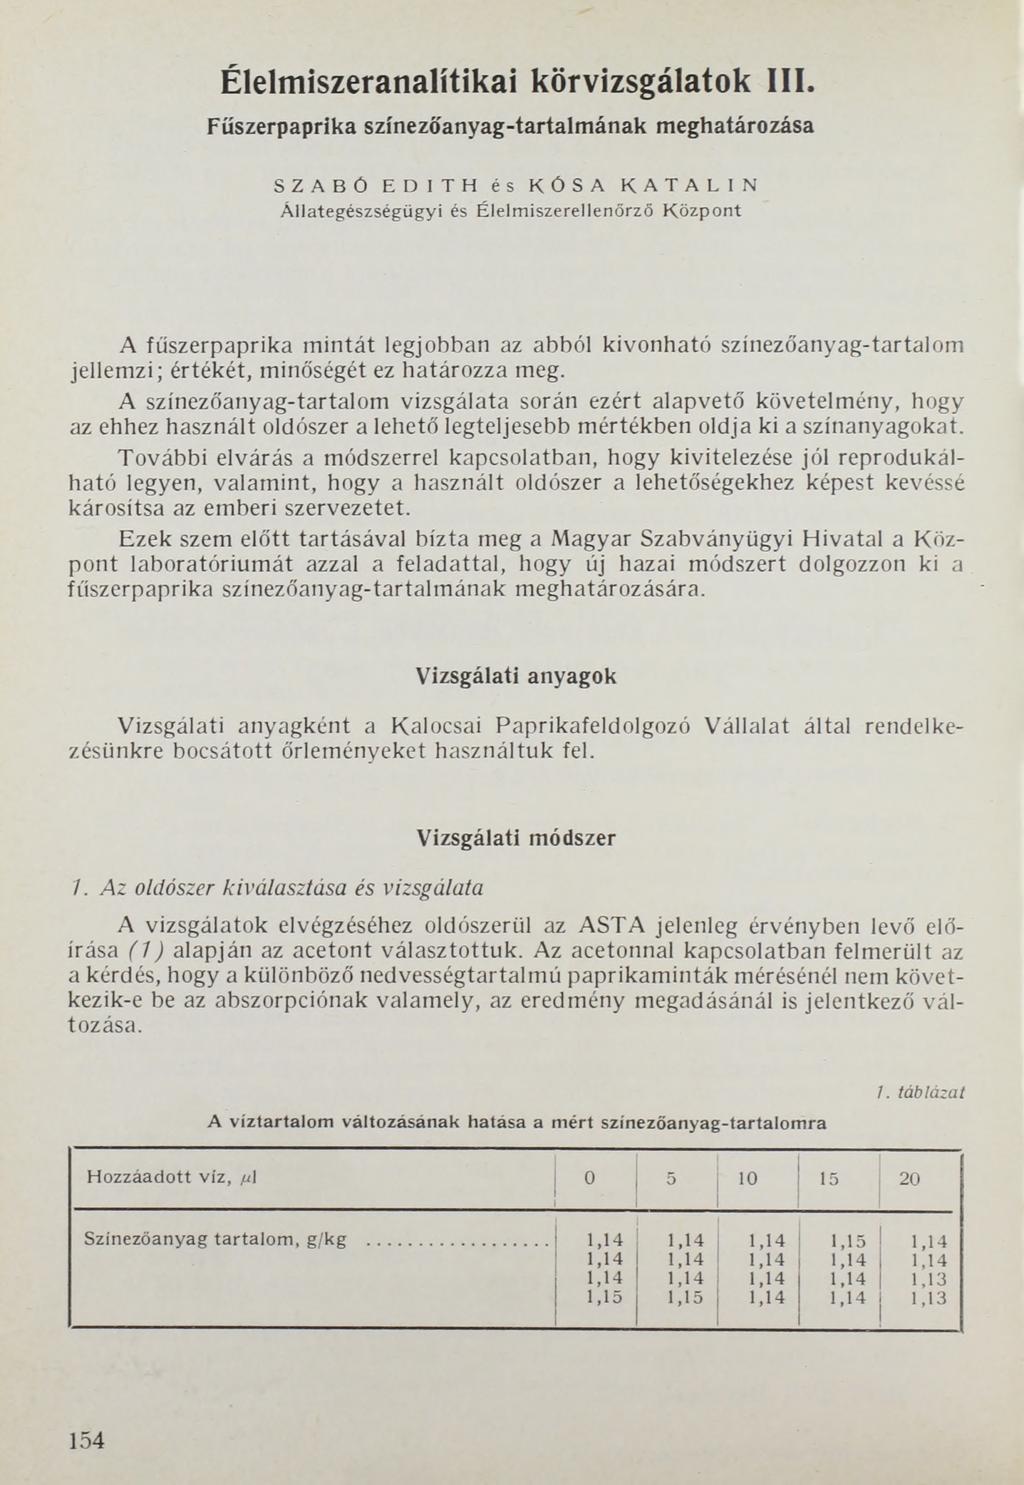 Élelmiszeranalítikai körvizsgálatok III.
Fűszerpaprika színezőanyag-tartalmának meghatározása
SZABÓ EDITH és KÓSA KATALIN
Állategészségügyi és Élelmiszerellenőrző Központ
A fűszerpaprika mintát legjobban az abból kivonható színezőanyag-tartalom
jellemzi; értékét, minőségét ez határozza meg.
A színezőanyag-tartalom vizsgálata során ezért alapvető követelmény, hogy
az ehhez használt oldószer a lehető legteljesebb mértékben oldja ki a színanyagokat.
További elvárás a módszerrel kapcsolatban, hogy kivitelezése jól reprodukál-
ható legyen, valamint, hogy a használt oldószer a lehetőségekhez képest kevéssé
károsítsa az emberi szervezetet.
Ezek szem előtt tartásával bízta meg a Magyar Szabványügyi Hivatal a Köz-
pont laboratóriumát azzal a feladattal, hogy új hazai módszert dolgozzon ki a
fűszerpaprika színezőanyag-tartalmának meghatározására.
Vizsgálati anyagok
Vizsgálati anyagként a Kalocsai Paprikafeldolgozó Vállalat által rendelke-
zésünkre bocsátott őrleményeket használtuk fel.
Vizsgálati módszer
1. Az oldószer kiválasztása és vizsgálata
A vizsgálatok elvégzéséhez oldószerül az ASTA jelenleg érvényben levő elő-
írása (1) alapján az acetont választottuk. Az acetonnal kapcsolatban felmerült az
a kérdés, hogy a különböző nedvességtartalmú paprikaminták mérésénél nem követ-
kezik-e be az abszorpciónak valamely, az eredmény megadásánál is jelentkező vál-
tozása.
1. táblázat
A víztartalom változásának hatása a mért színezőanyag-tartalomra
Hozzáadott víz, µl 0 5 10 15 20
Színezőanyag tartalom, g/kg .................... 1,14 1,14 1,14 1,15 1,14
1,14 1,14 1,14 1,14 1,14
1,14 1,14 1,14 1,14 1,13
1,15 1,15 1,14 1,14 1,13
154